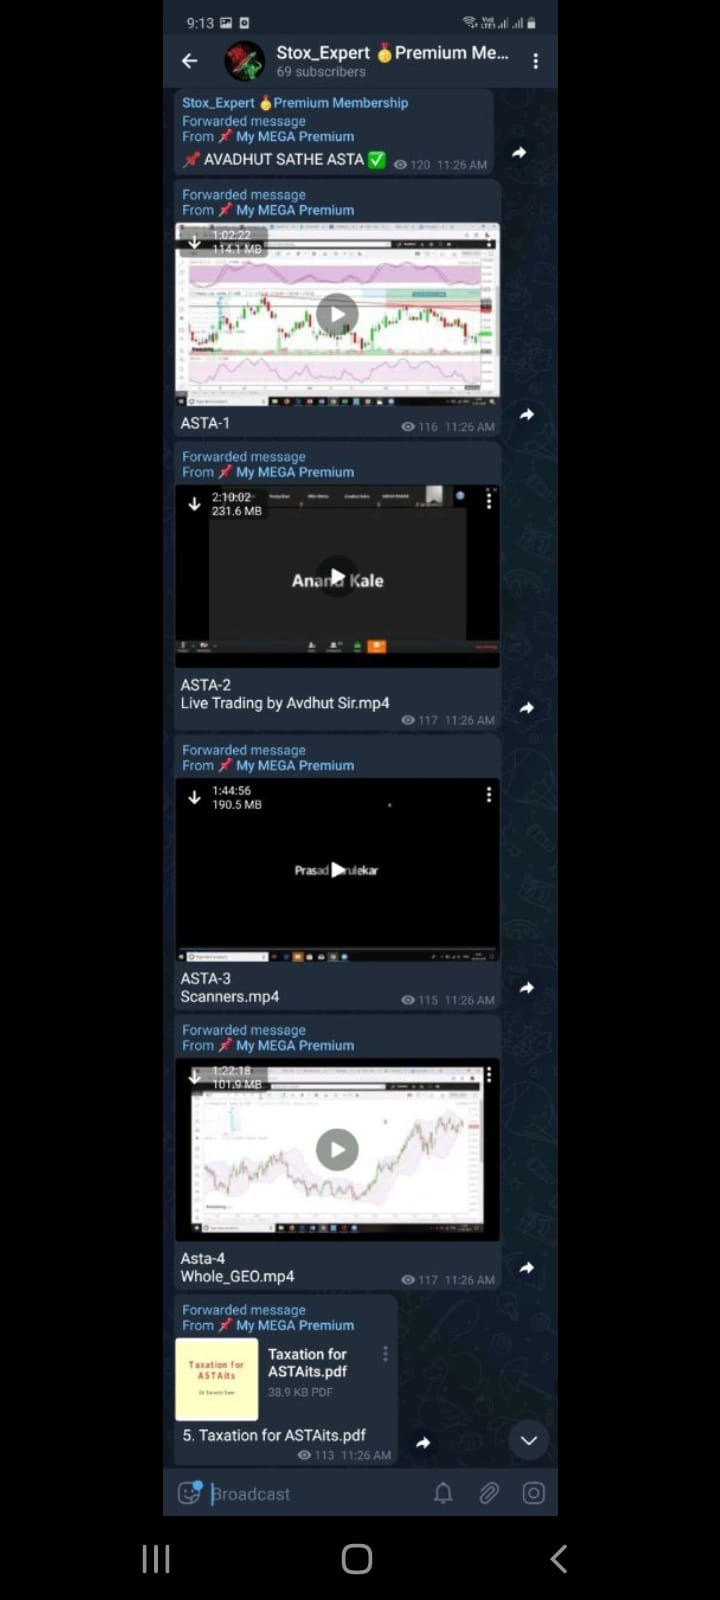 9:13
Stox_Expert 🏅Premium Me...
69 subscribers
Stox_Expert 🏅Premium Membership
Forwarded message
From 📌 My MEGA Premium
📌 AVADHUT SATHE ASTA ✅ 120 11:26 AM
Forwarded message
From 📌 My MEGA Premium
1:02:22
114.1 MB
ASTA-1
116 11:26 AM
Forwarded message
From 📌 My MEGA Premium
2:10:02
231.6 MB
Anand Kale
ASTA-2
Live Trading by Avdhut Sir.mp4
117 11:26 AM
Forwarded message
From 📌 My MEGA Premium
1:44:56
190.5 MB
Prasad
ASTA-3
Scanners.mp4
115 11:26 AM
Forwarded message
From 📌 My MEGA Premium
1:22:18
101.9 MB
Asta-4
Whole_GEO.mp4
117 11:26 AM
Forwarded message
From 📌 My MEGA Premium
Taxation for
ASTAits
Taxation for
ASTAits.pdf
38.9 KB PDF
5. Taxation for ASTAits.pdf
113 11:26 AM
Broadcast